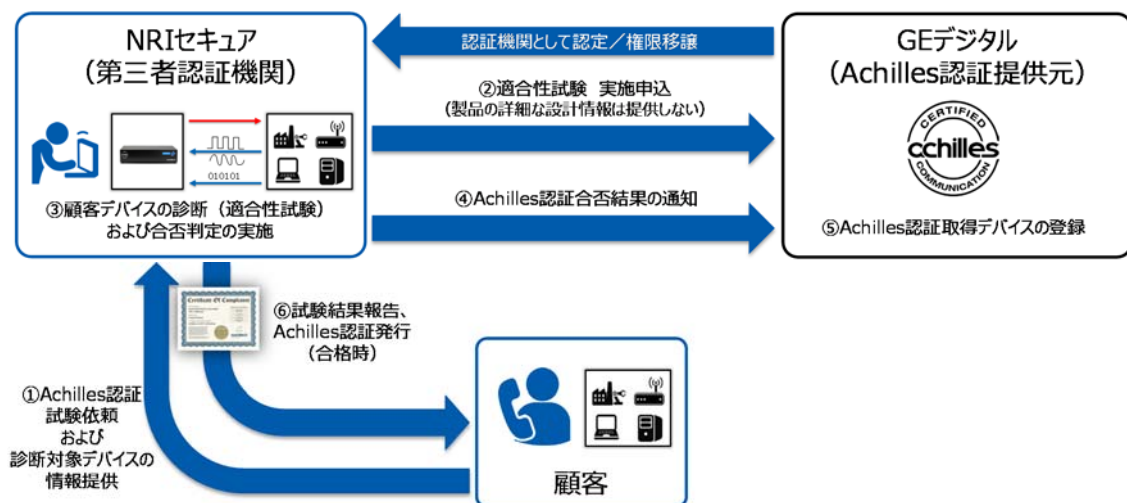 NRIセキュア
（第三者認証機関）
010101
③顧客デバイスの診断（適合性試験）
および合否判定の実施
認証機関として認定／権限移譲
②適合性試験 実施申込
（製品の詳細な設計情報は提供しない）
④Achilles認証合否結果の通知
GEデジタル
（Achilles認証提供元）
CERTIFIED
achilles
COMMUNICATION
⑤Achilles認証取得デバイスの登録
Certificate Of Compliance
⑥試験結果報告、
Achilles認証発行
（合格時）
①Achilles認証
試験依頼
および
診断対象デバイスの
情報提供
顧客